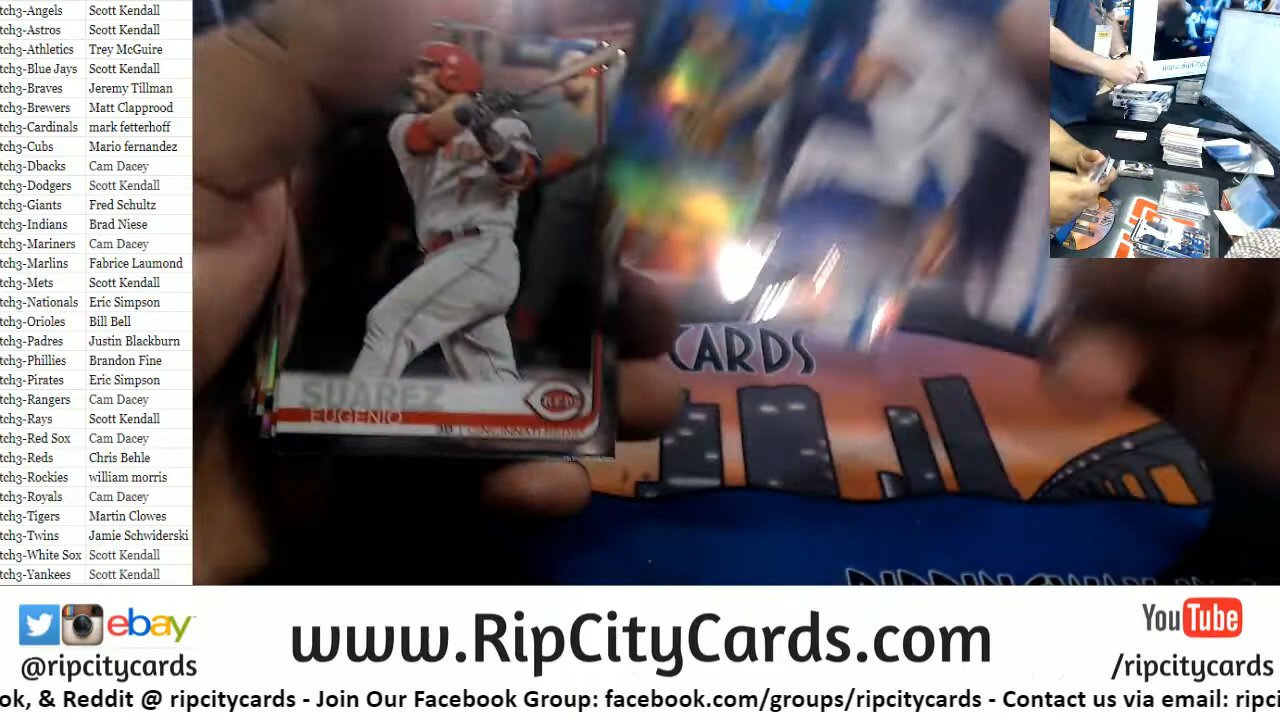 tch3-Angels Scott Kendall
tch3-Astros Scott Kendall
tch3-Athletics Trey McGuire
tch3-Blue Jays Scott Kendall
tch3-Braves Jeremy Tillman
tch3-Brewers Matt Clapprood
tch3-Cardinals mark fetterhoff
tch3-Cubs Mario fernandez
tch3-Dbacks Cam Dacey
tch3-Dodgers Scott Kendall
tch3-Giants Fred Schultz
tch3-Indians Brad Niese
tch3-Mariners Cam Dacey
tch3-Marlins Fabrice Laumond
tch3-Mets Scott Kendall
tch3-Nationals Eric Simpson
tch3-Orioles Bill Bell
tch3-Padres Justin Blackburn
tch3-Phillies Brandon Fine
tch3-Pirates Eric Simpson
tch3-Rangers Cam Dacey
tch3-Rays Scott Kendall
tch3-Red Sox Cam Dacey
tch3-Reds Chris Behle
tch3-Rockies william morris
tch3-Royals Cam Dacey
tch3-Tigers Martin Clowes
tch3-Twins Jamie Schwiderski
tch3-White Sox Scott Kendall
tch3-Yankees Scott Kendall
CARDS
SUAREZ
EUGENIO
REDS
ebay
@ripcitycards
www.RipCityCards.com
YouTube
/ripcitycards
ok, & Reddit @ ripcitycards - Join Our Facebook Group: facebook.com/groups/ripcitycards - Contact us via email: ripci